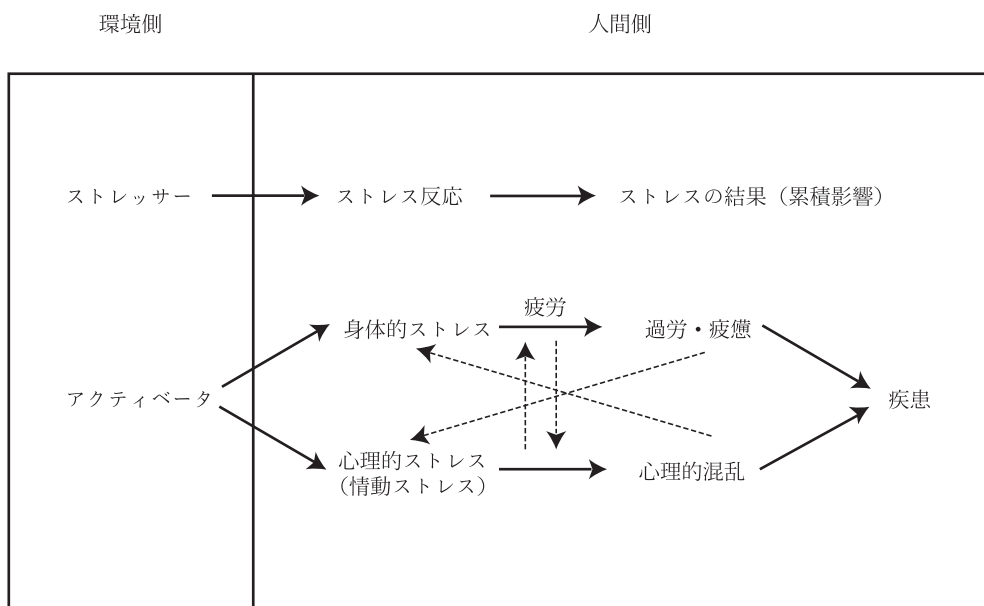 環境側
人間側
ストレッサー
ストレス反応
ストレスの結果（累積影響）
疲労
身体的ストレス
過労・疲憊
アクティベータ
疾患
心理的ストレス
（情動ストレス）
心理的混乱